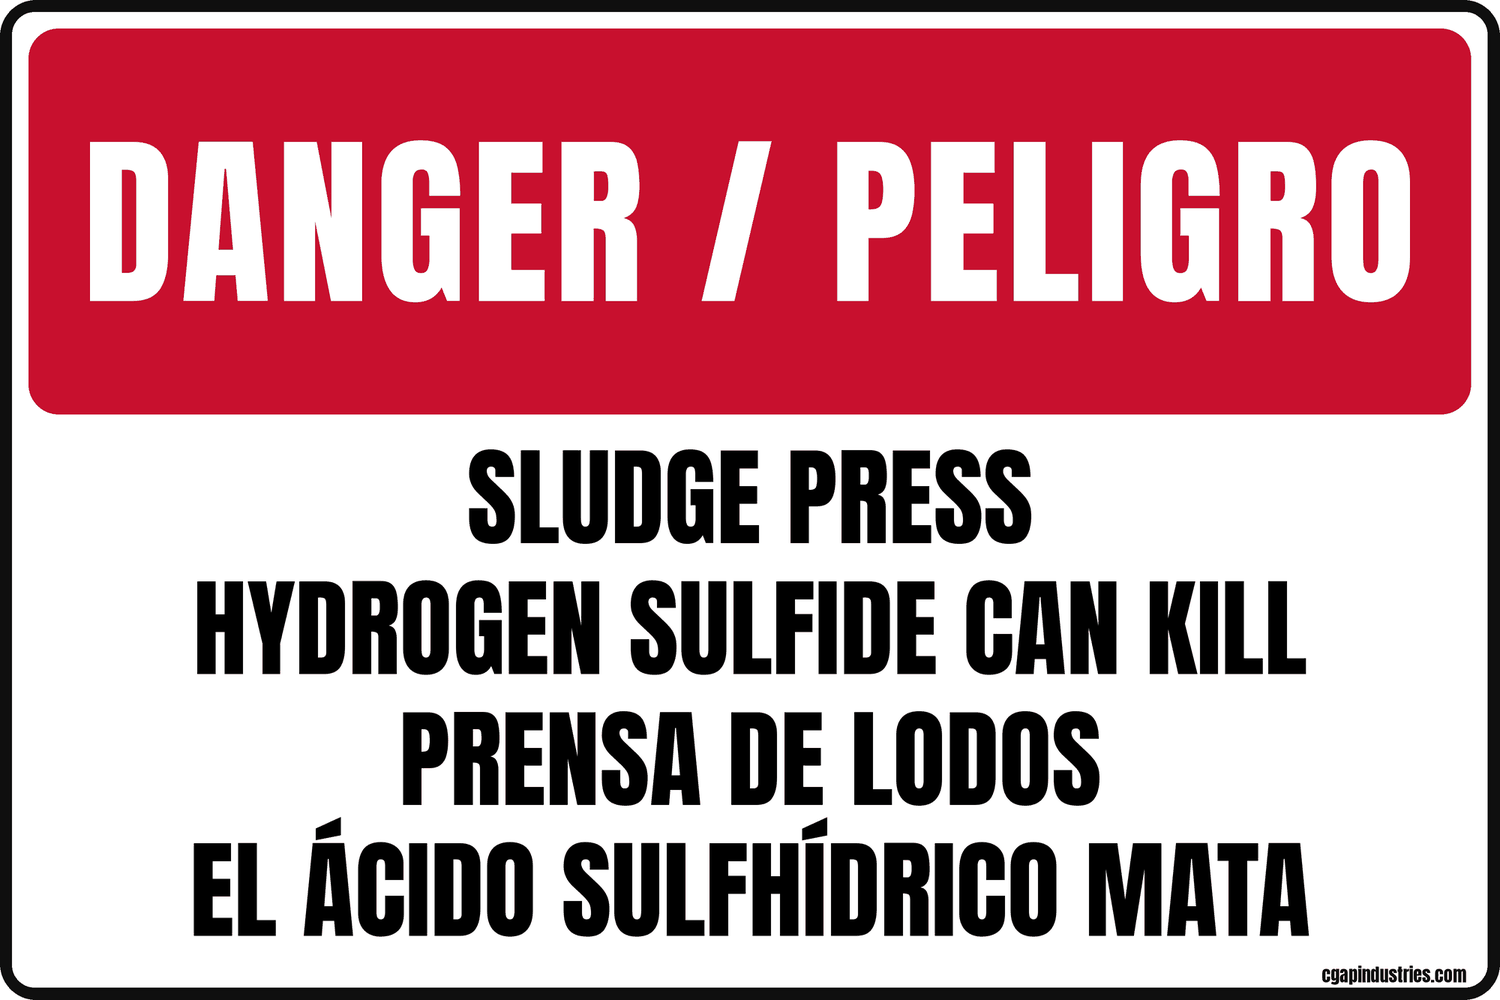 DANGER / PELIGRO
SLUDGE PRESS
HYDROGEN SULFIDE CAN KILL
PRENSA DE LODOS
EL ÁCIDO SULFHÍDRICO MATA
cgapindustries.com